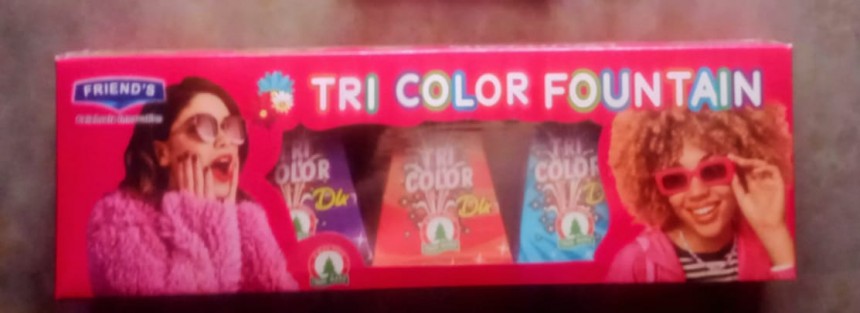 FRIEND'S
TRI COLOR FOUNTAIN
TRI
COLOR
Dlx
TRI
COLOR
Dlx
TRI
COLOR